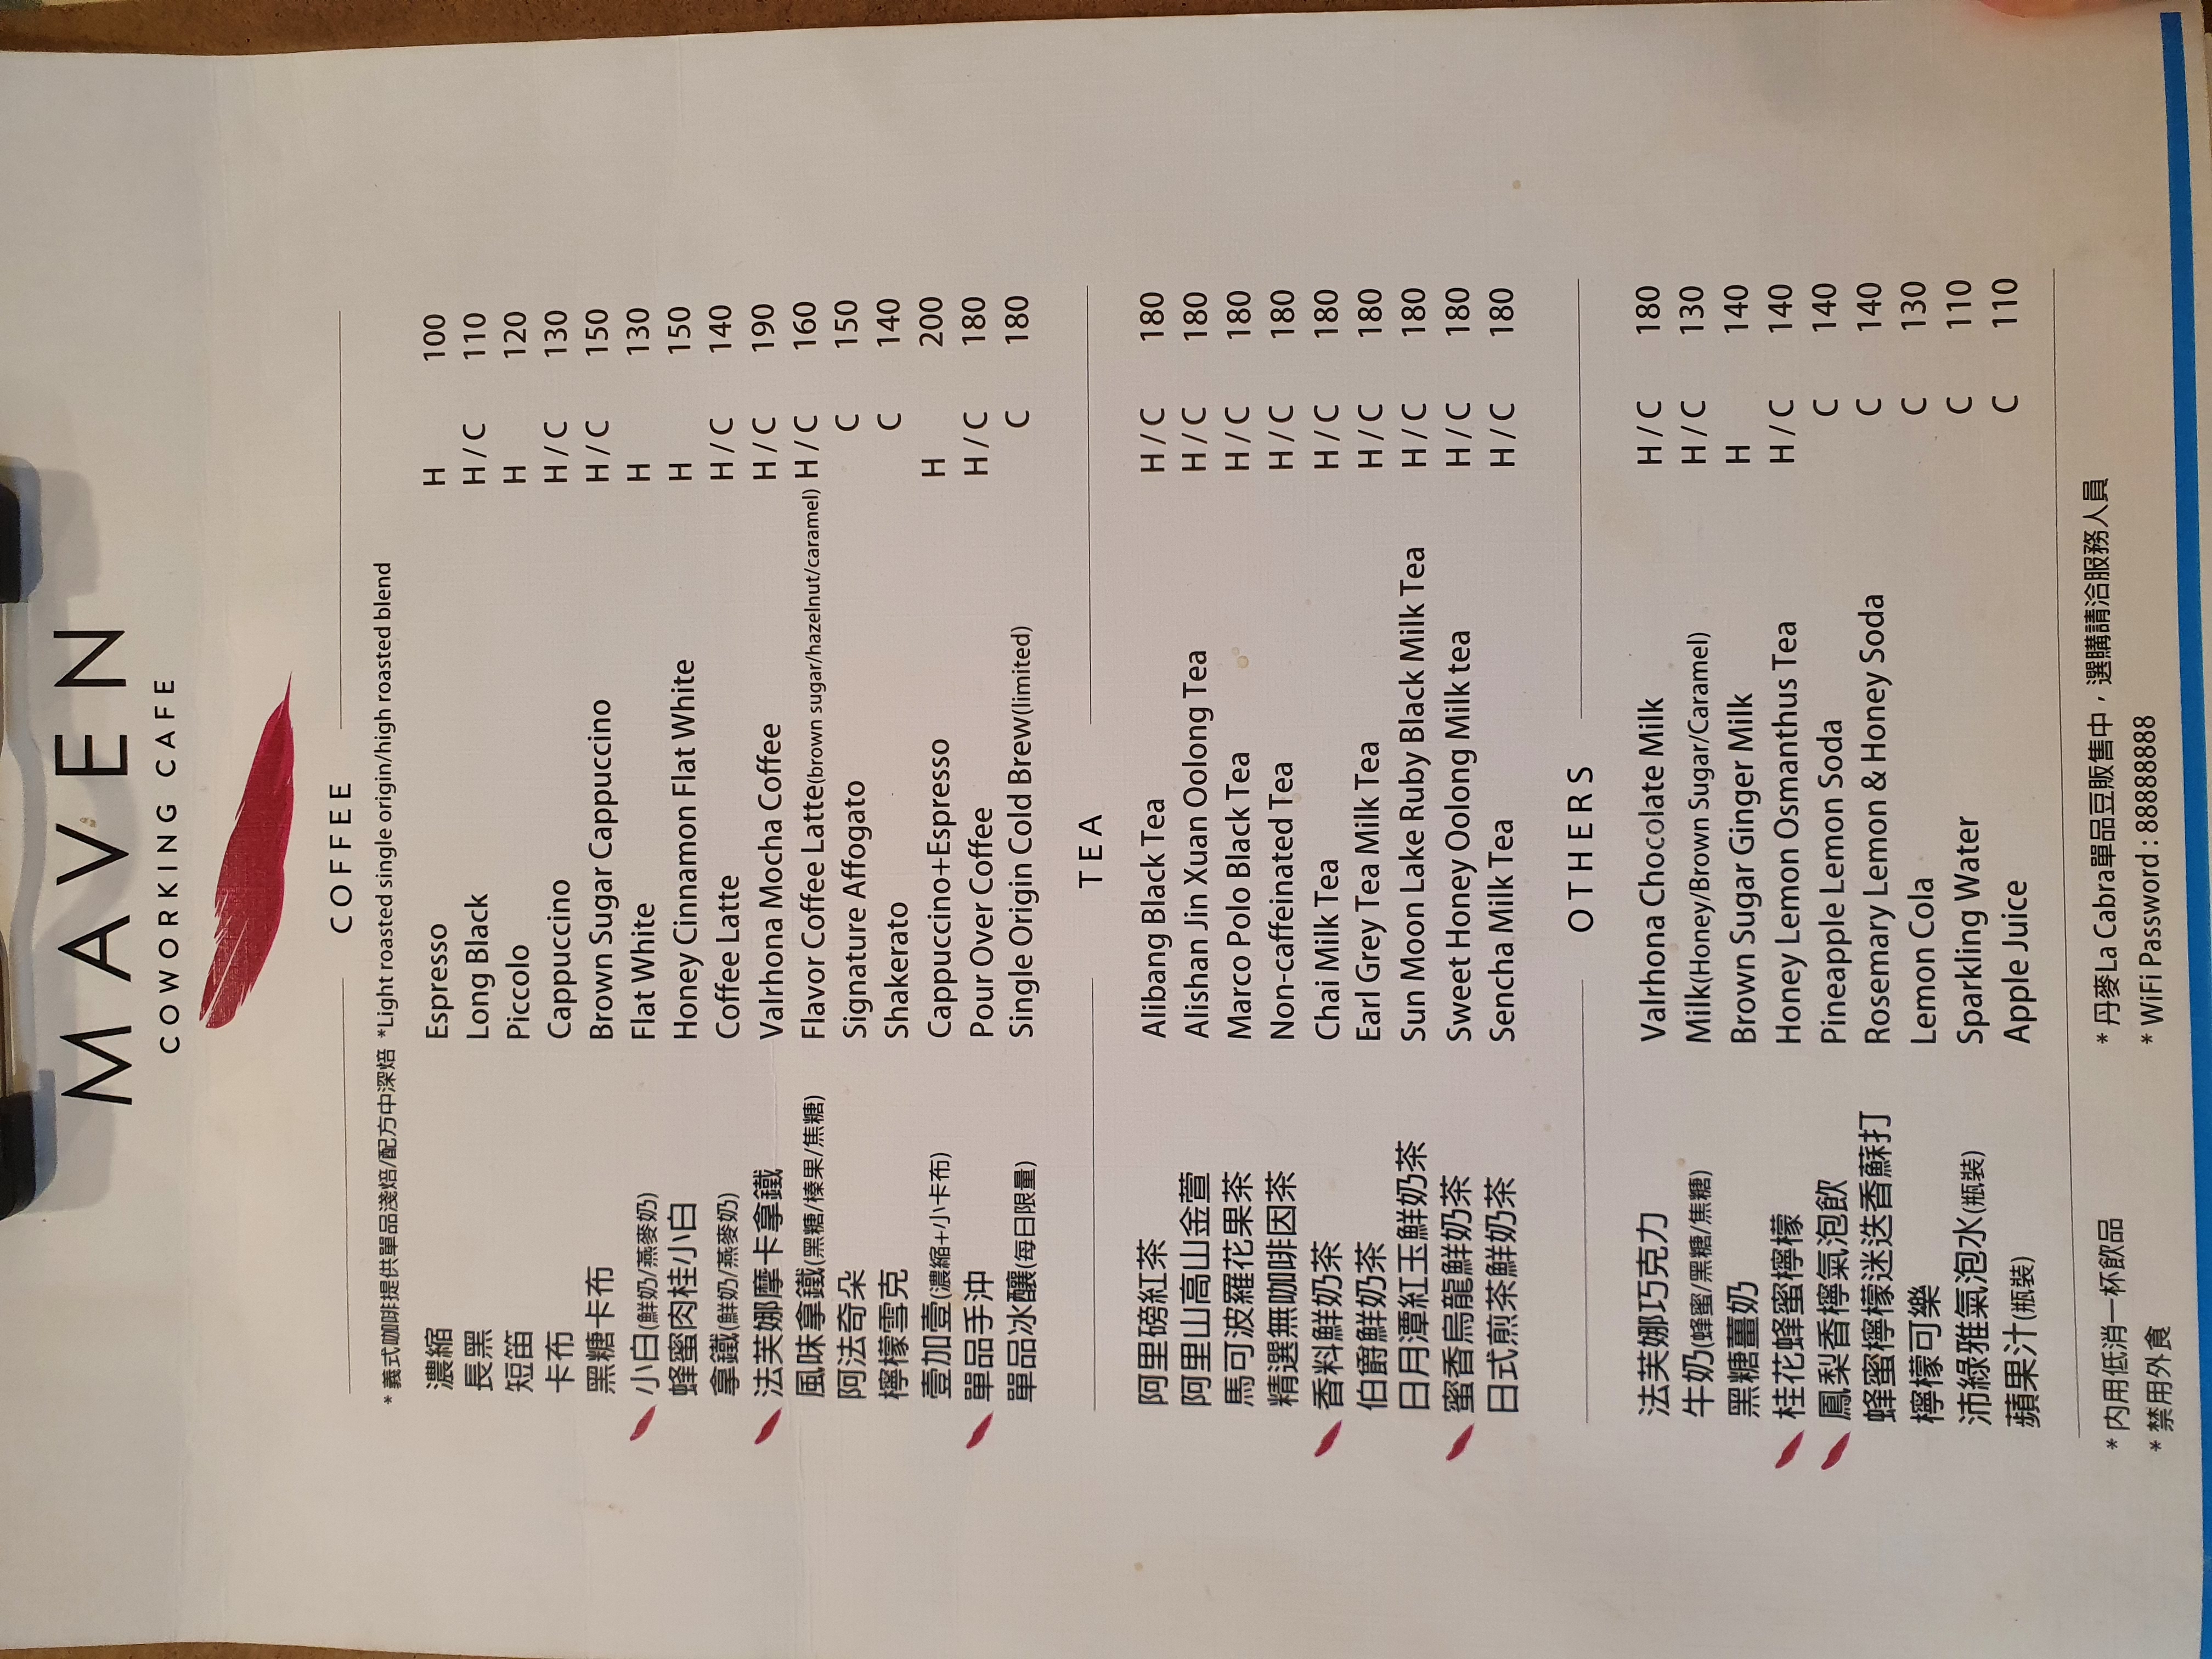 MAVEN
COWORKING CAFE
COFFEE
* 義式咖啡提供單品淺焙/配方中深焙 *Light roasted single origin/high roasted blend
濃縮 Espresso H 100
長黑 Long Black H / C 110
短笛 Piccolo H 120
卡布 Cappuccino H / C 130
黑糖卡布 Brown Sugar Cappuccino H / C 150
小白(鮮奶/燕麥奶) Flat White H 130
蜂蜜肉桂小白 Honey Cinnamon Flat White H 150
拿鐵(鮮奶/燕麥奶) Coffee Latte H / C 140
法芙娜摩卡拿鐵 Valrhona Mocha Coffee H / C 190
風味拿鐵(黑糖/榛果/焦糖) Flavor Coffee Latte(brown sugar/hazelnut/caramel) H / C 160
阿法奇朵 Signature Affogato C 150
檸檬雪克 Shakerato C 140
壹加壹(濃縮+小卡布) Cappuccino+Espresso H 200
單品手沖 Pour Over Coffee H / C 180
單品冰釀(每日限量) Single Origin Cold Brew(limited) C 180
TEA
阿里磅紅茶 Alibang Black Tea H / C 180
阿里山高山金萱 Alishan Jin Xuan Oolong Tea H / C 180
馬可波羅花果茶 Marco Polo Black Tea H / C 180
精選無咖啡因茶 Non-caffeinated Tea H / C 180
香料鮮奶茶 Chai Milk Tea H / C 180
伯爵鮮奶茶 Earl Grey Tea Milk Tea H / C 180
日月潭紅玉鮮奶茶 Sun Moon Lake Ruby Black Milk Tea H / C 180
蜜香烏龍鮮奶茶 Sweet Honey Oolong Milk tea H / C 180
日式煎茶鮮奶茶 Sencha Milk Tea H / C 180
OTHERS
法芙娜巧克力 Valrhona Chocolate Milk H / C 180
牛奶(蜂蜜/黑糖/焦糖) Milk(Honey/Brown Sugar/Caramel) H / C 130
黑糖薑奶 Brown Sugar Ginger Milk H 140
桂花蜂蜜檸檬 Honey Lemon Osmanthus Tea H / C 140
鳳梨香檸氣泡飲 Pineapple Lemon Soda C 140
蜂蜜檸檬迷迭香蘇打 Rosemary Lemon & Honey Soda C 140
檸檬可樂 Lemon Cola C 130
沛綠雅氣泡水(瓶裝) Sparkling Water C 110
蘋果汁(瓶裝) Apple Juice C 110
* 內用低消一杯飲品 * 丹麥La Cabra單品豆販售中，選購請洽服務人員
* 禁用外食 * WiFi Password : 88888888